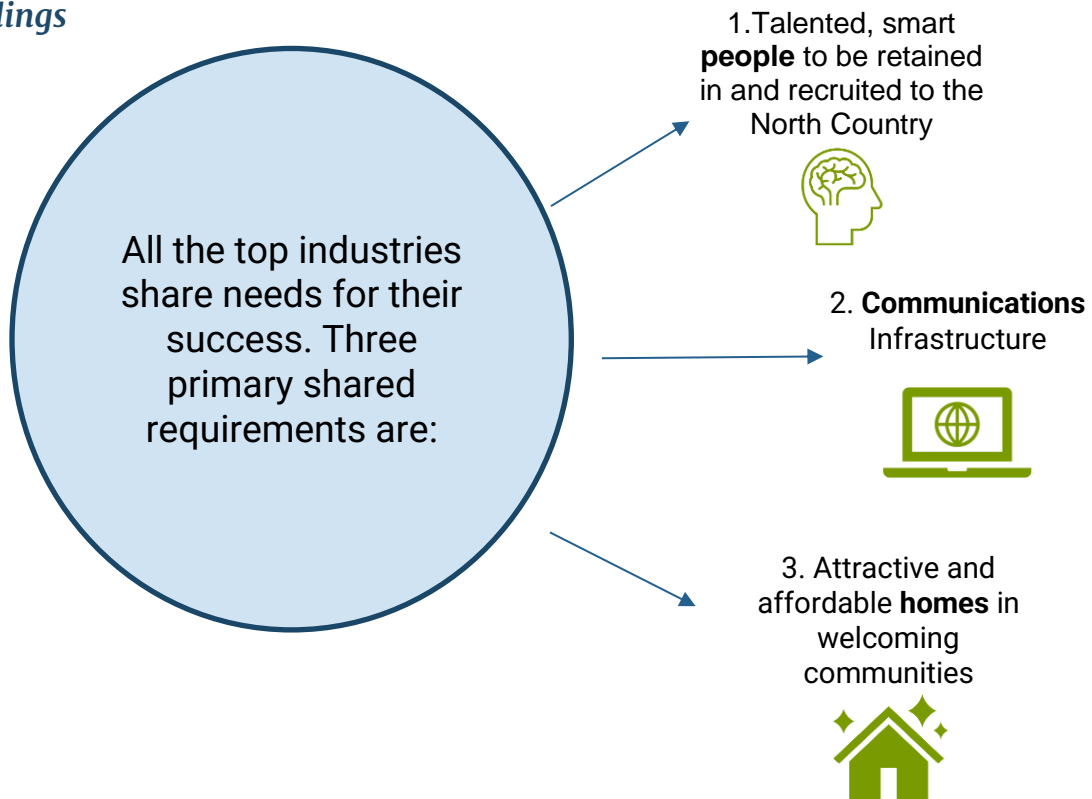 All the top industries
share needs for their
success. Three
primary shared
requirements are:
1.Talented, smart
people to be retained
in and recruited to the
North Country
2. Communications
Infrastructure
3. Attractive and
affordable homes in
welcoming
communities